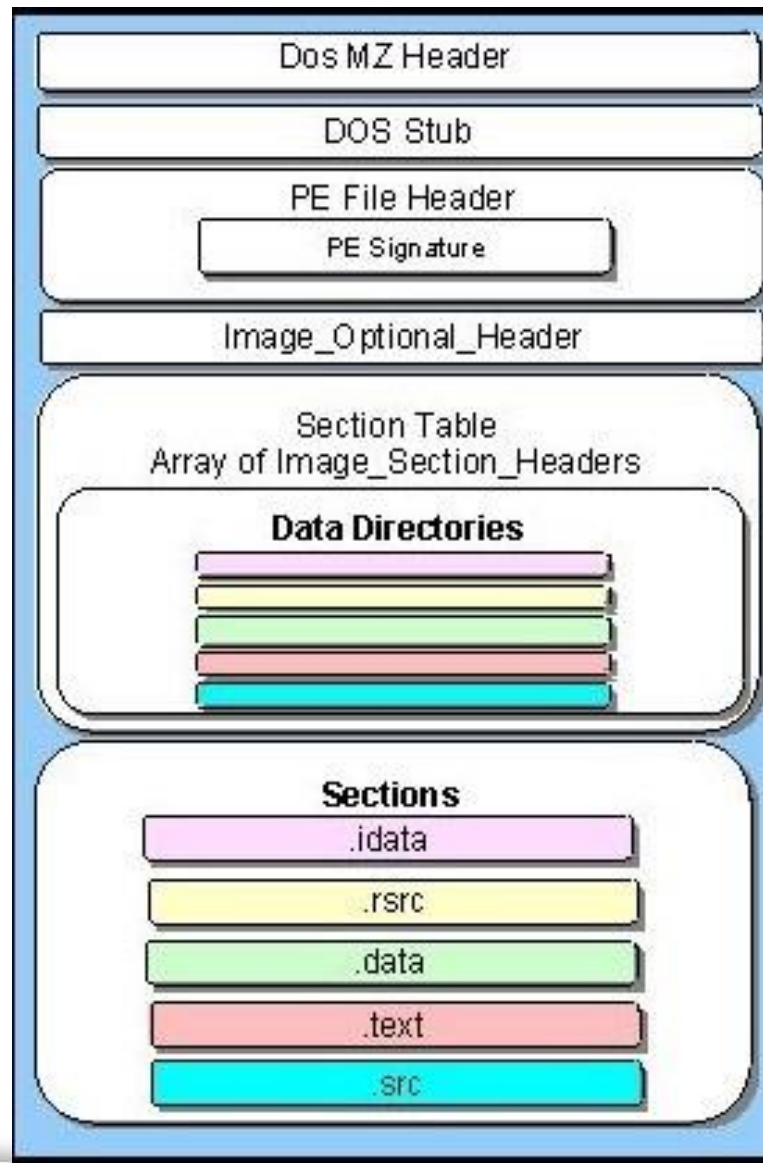 Dos MZ Header
DOS Stub
PE File Header
PE Signature
Image_Optional_Header
Section Table
Array of Image_Section_Headers
Data Directories
Sections
.idata
.rsrc
.data
.text
.src